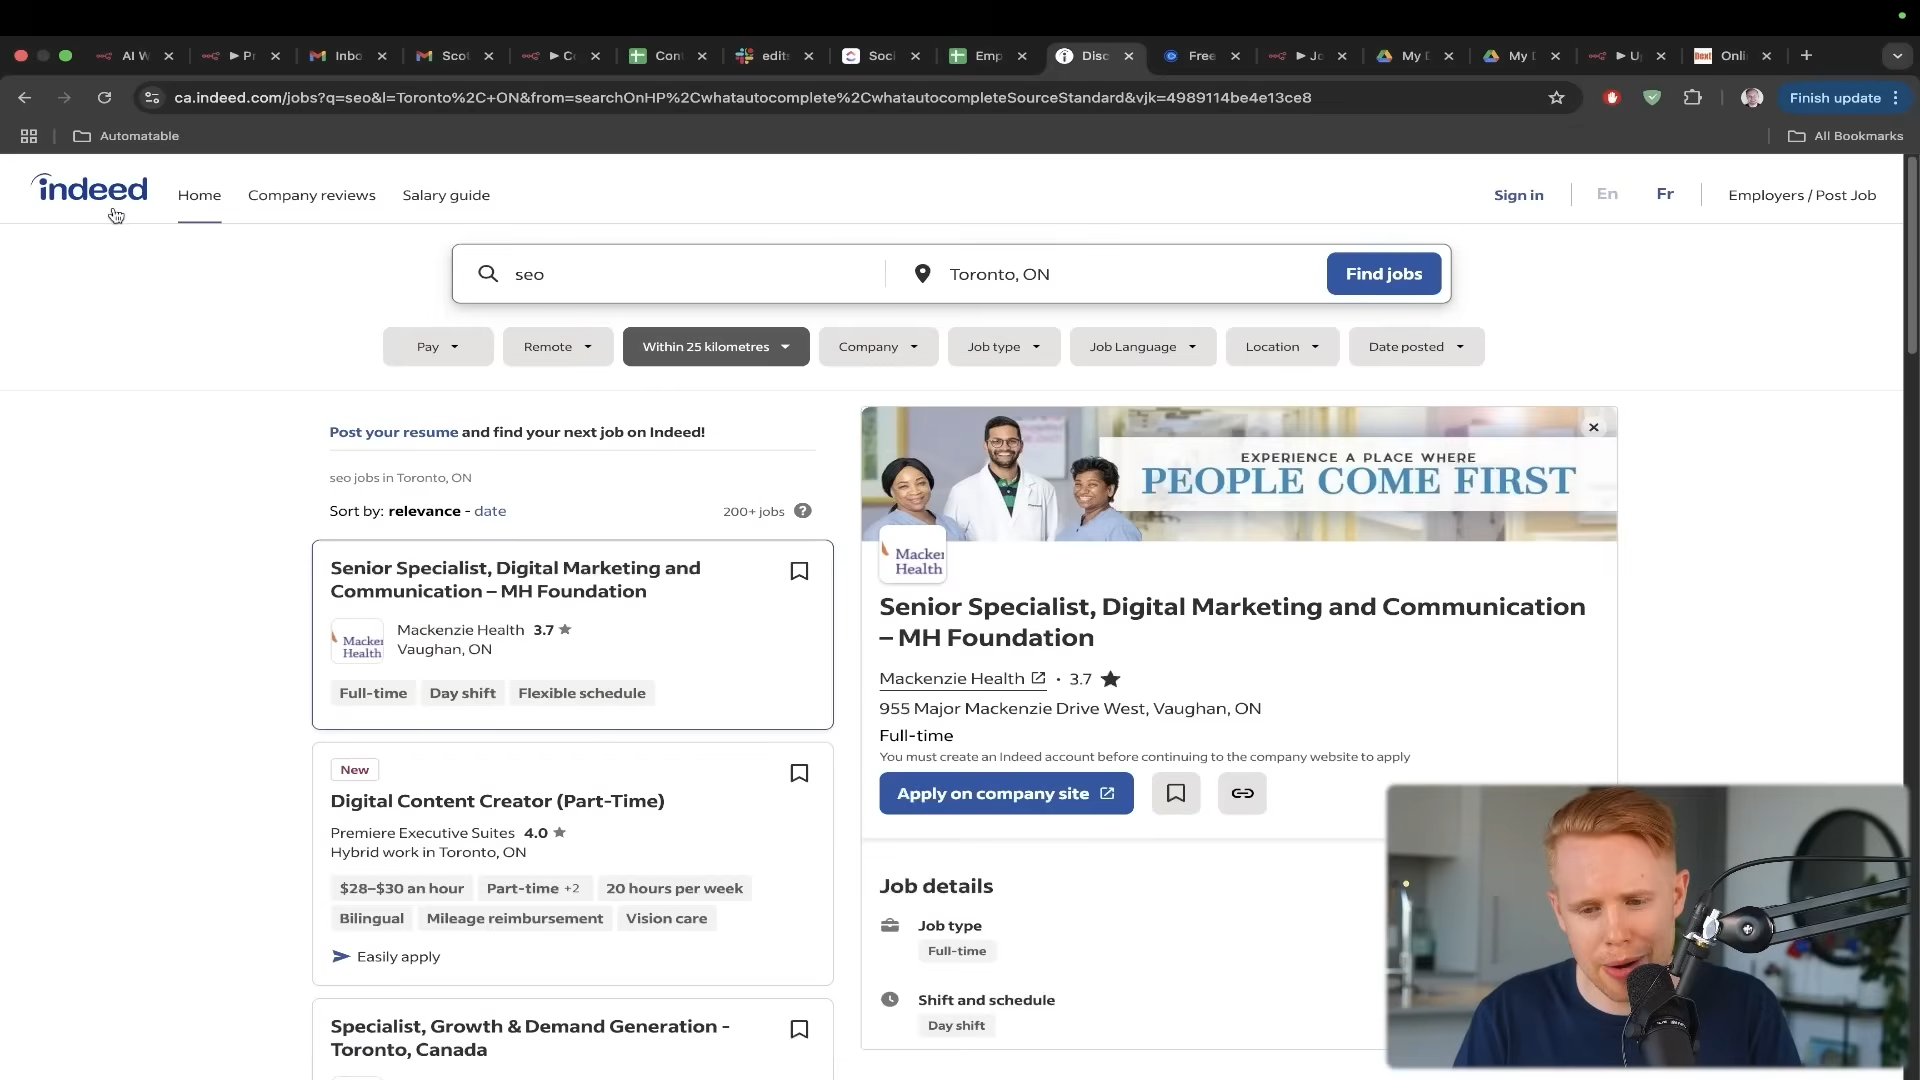 AI W
Pr
Inbo
Scot
Co
Cont
edit
Soci
Emp
Disc
Free
Jo
My
My
U
Next
Onli
ca.indeed.com/jobs?q=seo&l=Toronto%2C+ON&from=searchOnHP%2Cwhatautocomplete%2CwhatautocompleteSourceStandard&vjk=4989114be4e13ce8
Finish update
Automatable
All Bookmarks
indeed
Home
Company reviews
Salary guide
Sign in
En
Fr
Employers / Post Job
seo
Toronto, ON
Find jobs
Pay
Remote
Within 25 kilometres
Company
Job type
Job Language
Location
Date posted
Post your resume and find your next job on Indeed!
seo jobs in Toronto, ON
Sort by: relevance - date
200+ jobs ?
Senior Specialist, Digital Marketing and
Communication – MH Foundation
Macke
Health
Mackenzie Health 3.7
Vaughan, ON
Full-time
Day shift
Flexible schedule
New
Digital Content Creator (Part-Time)
Premiere Executive Suites 4.0
Hybrid work in Toronto, ON
$28–$30 an hour
Part-time +2
20 hours per week
Bilingual
Mileage reimbursement
Vision care
Easily apply
Specialist, Growth & Demand Generation -
Toronto, Canada
EXPERIENCE A PLACE WHERE
PEOPLE COME FIRST
Macke
Health
Senior Specialist, Digital Marketing and Communication
– MH Foundation
Mackenzie Health · 3.7
955 Major Mackenzie Drive West, Vaughan, ON
Full-time
You must create an Indeed account before continuing to the company website to apply
Apply on company site
Job details
Job type
Full-time
Shift and schedule
Day shift